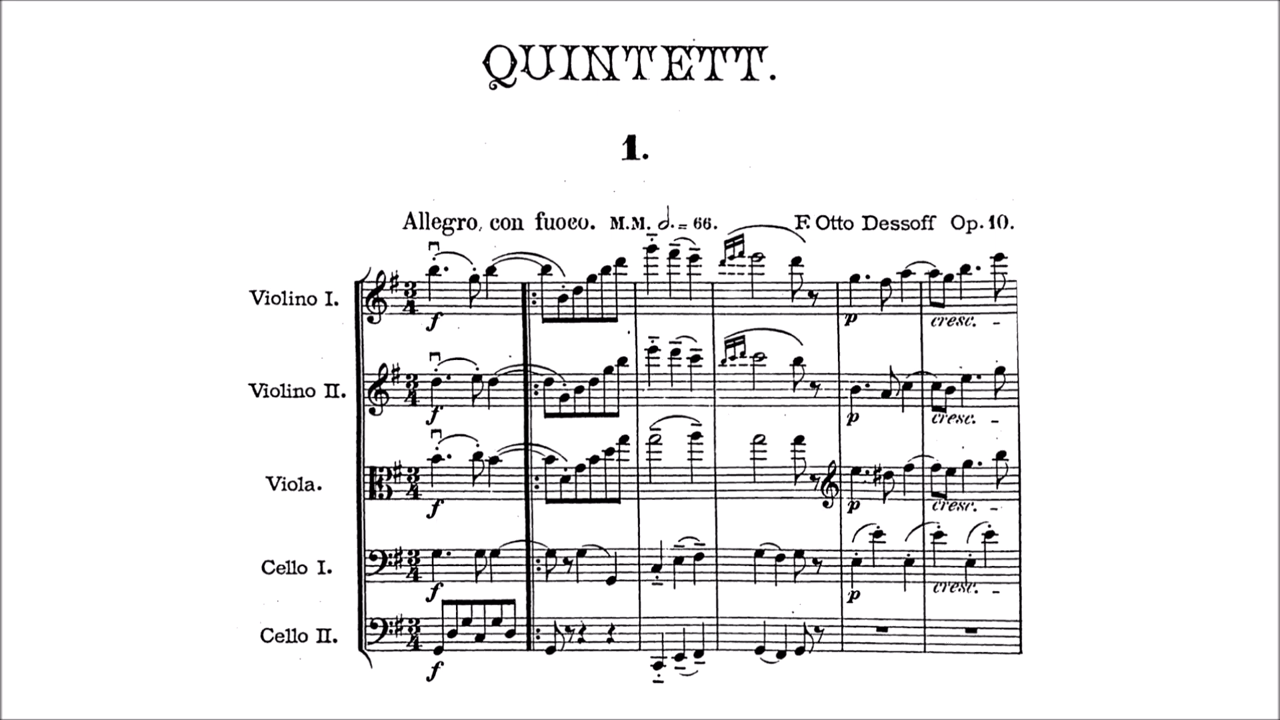 QUINTETT.
1.
Allegro con fuoco. M.M. 𝅗𝅥. = 66. F. Otto Dessoff Op. 10.
Violino I.
f
p cresc.
Violino II.
f
p cresc.
Viola.
f
p cresc.
Cello I.
f
p cresc.
Cello II.
f